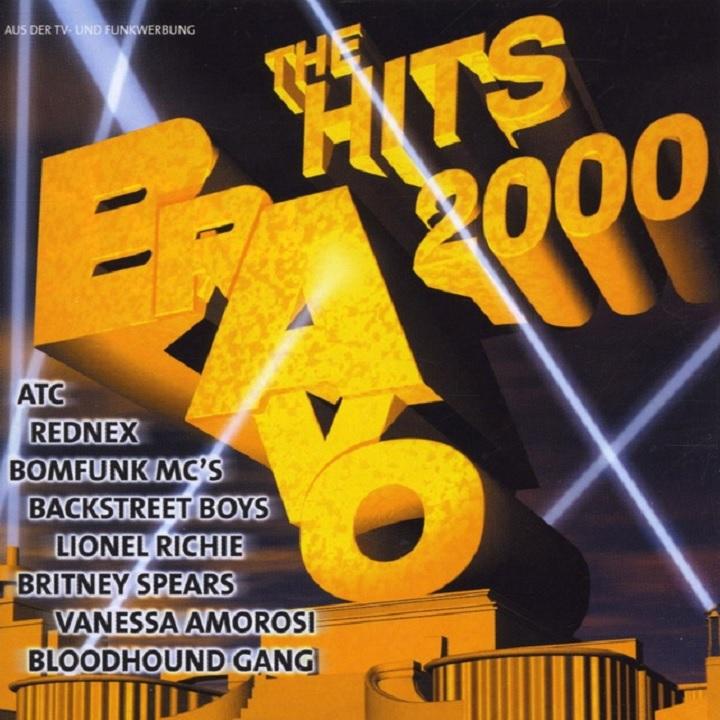 AUS DER TV- UND FUNKWERBUNG
THE
HITS
2000
BRAVO
ATC
REDNEX
BOMFUNK MC'S
BACKSTREET BOYS
LIONEL RICHIE
BRITNEY SPEARS
VANESSA AMOROSI
BLOODHOUND GANG